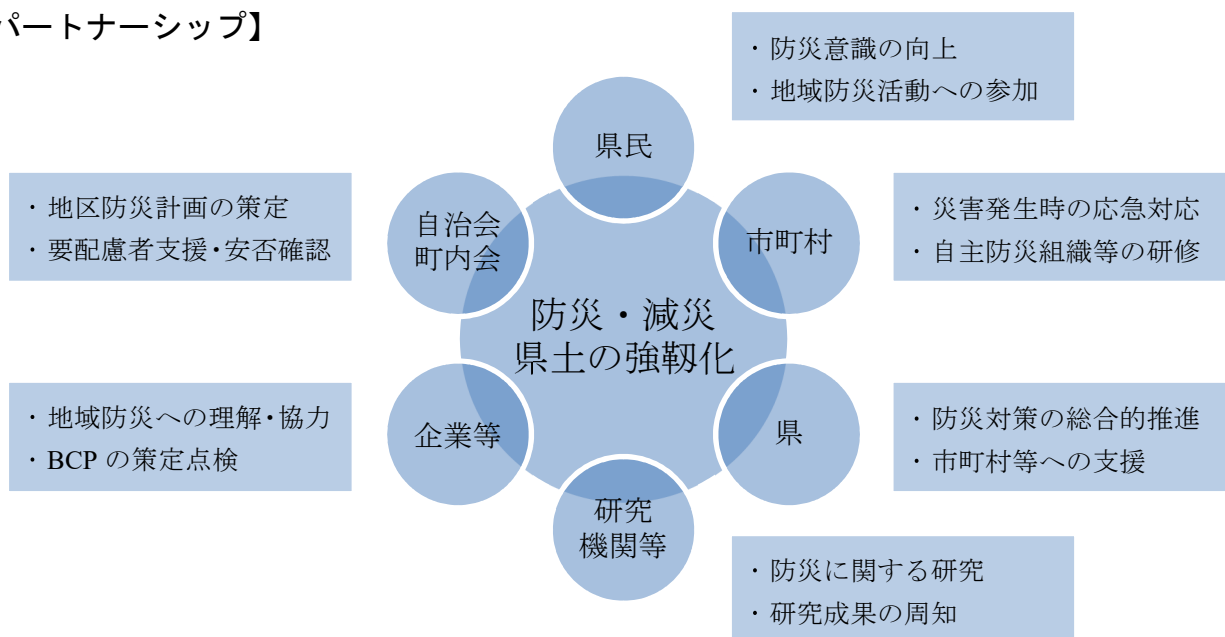 パートナーシップ】
・防災意識の向上
・地域防災活動への参加
県民
・地区防災計画の策定
・要配慮者支援・安否確認
自治会
町内会
市町村
・災害発生時の応急対応
・自主防災組織等の研修
防災・減災
県土の強靱化
・地域防災への理解・協力
・BCP の策定点検
企業等
県
・防災対策の総合的推進
・市町村等への支援
研究
機関等
・防災に関する研究
・研究成果の周知